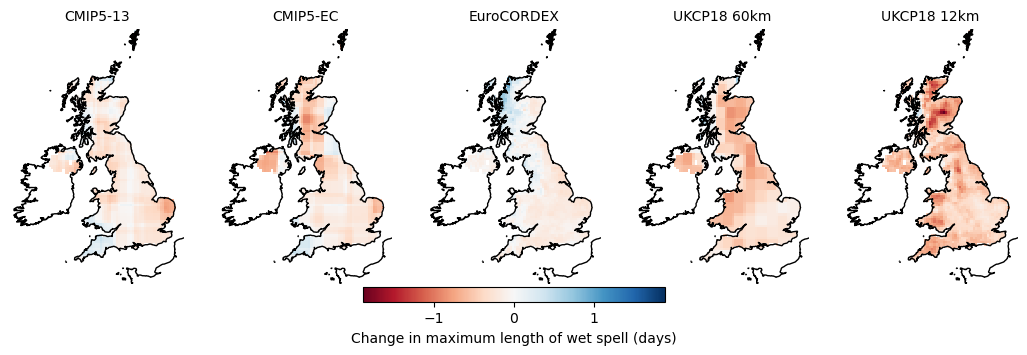 CMIP5-13 CMIP5-EC EuroCORDEX UKCP18 60km UKCP18 12km
−1 0 1
Change in maximum length of wet spell (days)